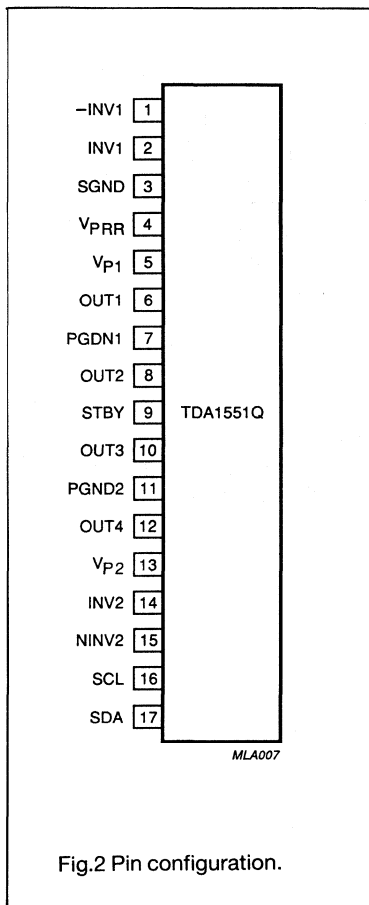 –INV1 1
INV1 2
SGND 3
VPRR 4
VP1 5
OUT1 6
PGDN1 7
OUT2 8
STBY 9 TDA1551Q
OUT3 10
PGND2 11
OUT4 12
VP2 13
INV2 14
NINV2 15
SCL 16
SDA 17
MLA007
Fig.2 Pin configuration.